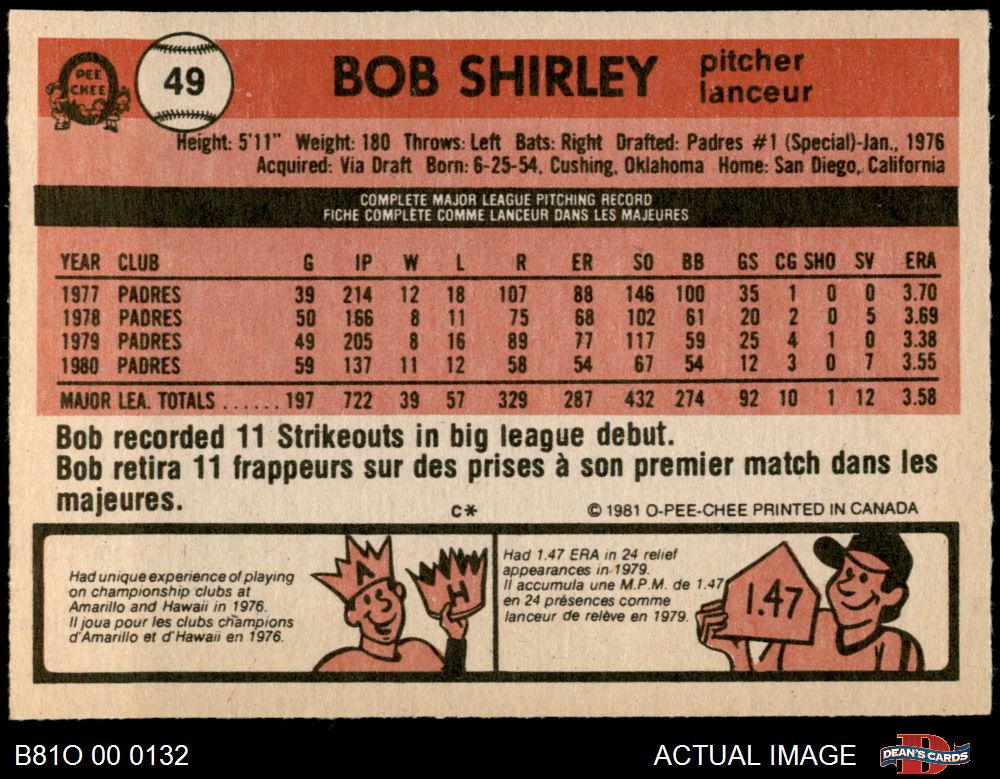 PEE
CHEE
49
BOB SHIRLEY
pitcher
lanceur
Height: 5'11" Weight: 180 Throws: Left Bats: Right Drafted: Padres #1 (Special)-Jan., 1976
Acquired: Via Draft Born: 6-25-54, Cushing, Oklahoma Home: San Diego, California
COMPLETE MAJOR LEAGUE PITCHING RECORD
FICHE COMPLÈTE COMME LANCEUR DANS LES MAJEURES
YEAR CLUB G IP W L R ER SO BB GS CG SHO SV ERA
1977 PADRES 39 214 12 18 107 88 146 100 35 1 0 0 3.70
1978 PADRES 50 166 8 11 75 68 102 61 20 2 0 5 3.69
1979 PADRES 49 205 8 16 89 77 117 59 25 4 1 0 3.38
1980 PADRES 59 137 11 12 58 54 67 54 12 3 0 7 3.55
MAJOR LEA. TOTALS ...... 197 722 39 57 329 287 432 274 92 10 1 12 3.58
Bob recorded 11 Strikeouts in big league debut.
Bob retira 11 frappeurs sur des prises à son premier match dans les
majeures.
C* © 1981 O-PEE-CHEE PRINTED IN CANADA
Had unique experience of playing
on championship clubs at
Amarillo and Hawaii in 1976.
Il joua pour les clubs champions
d'Amarillo et d'Hawaii en 1976.
A
H
Had 1.47 ERA in 24 relief
appearances in 1979.
Il accumula une M.P.M. de 1.47
en 24 présences comme
lanceur de relève en 1979.
1.47
B81O 00 0132
ACTUAL IMAGE
DEAN'S CARDS